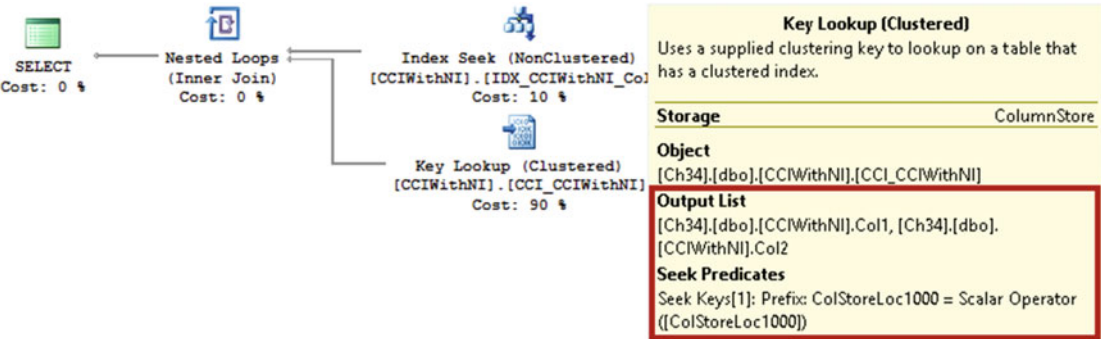 SELECT
Cost: 0 %
Nested Loops
(Inner Join)
Cost: 0 %
Index Seek (NonClustered)
[CCIWithNI].[IDX_CCIWithNI_Col
Cost: 10 %
Key Lookup (Clustered)
[CCIWithNI].[CCI_CCIWithNI]
Cost: 90 %
Key Lookup (Clustered)
Uses a supplied clustering key to lookup on a table that
has a clustered index.
Storage ColumnStore
Object
[Ch34].[dbo].[CCIWithNI].[CCI_CCIWithNI]
Output List
[Ch34].[dbo].[CCIWithNI].Col1, [Ch34].[dbo].
[CCIWithNI].Col2
Seek Predicates
Seek Keys[1]: Prefix: ColStoreLoc1000 = Scalar Operator
([ColStoreLoc1000])